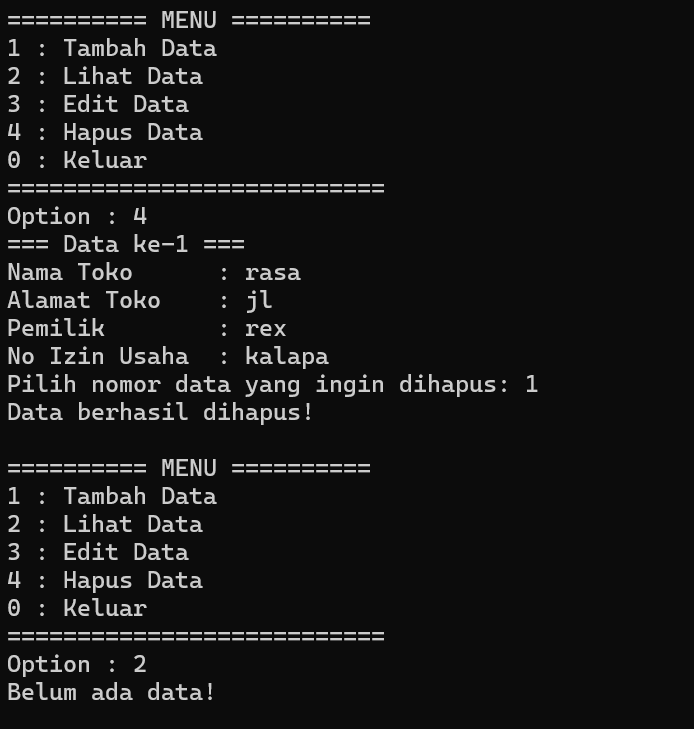 ========== MENU ==========
1 : Tambah Data
2 : Lihat Data
3 : Edit Data
4 : Hapus Data
0 : Keluar
===========================
Option : 4
=== Data ke-1 ===
Nama Toko      : rasa
Alamat Toko    : jl
Pemilik        : rex
No Izin Usaha  : kalapa
Pilih nomor data yang ingin dihapus: 1
Data berhasil dihapus!

========== MENU ==========
1 : Tambah Data
2 : Lihat Data
3 : Edit Data
4 : Hapus Data
0 : Keluar
===========================
Option : 2
Belum ada data!